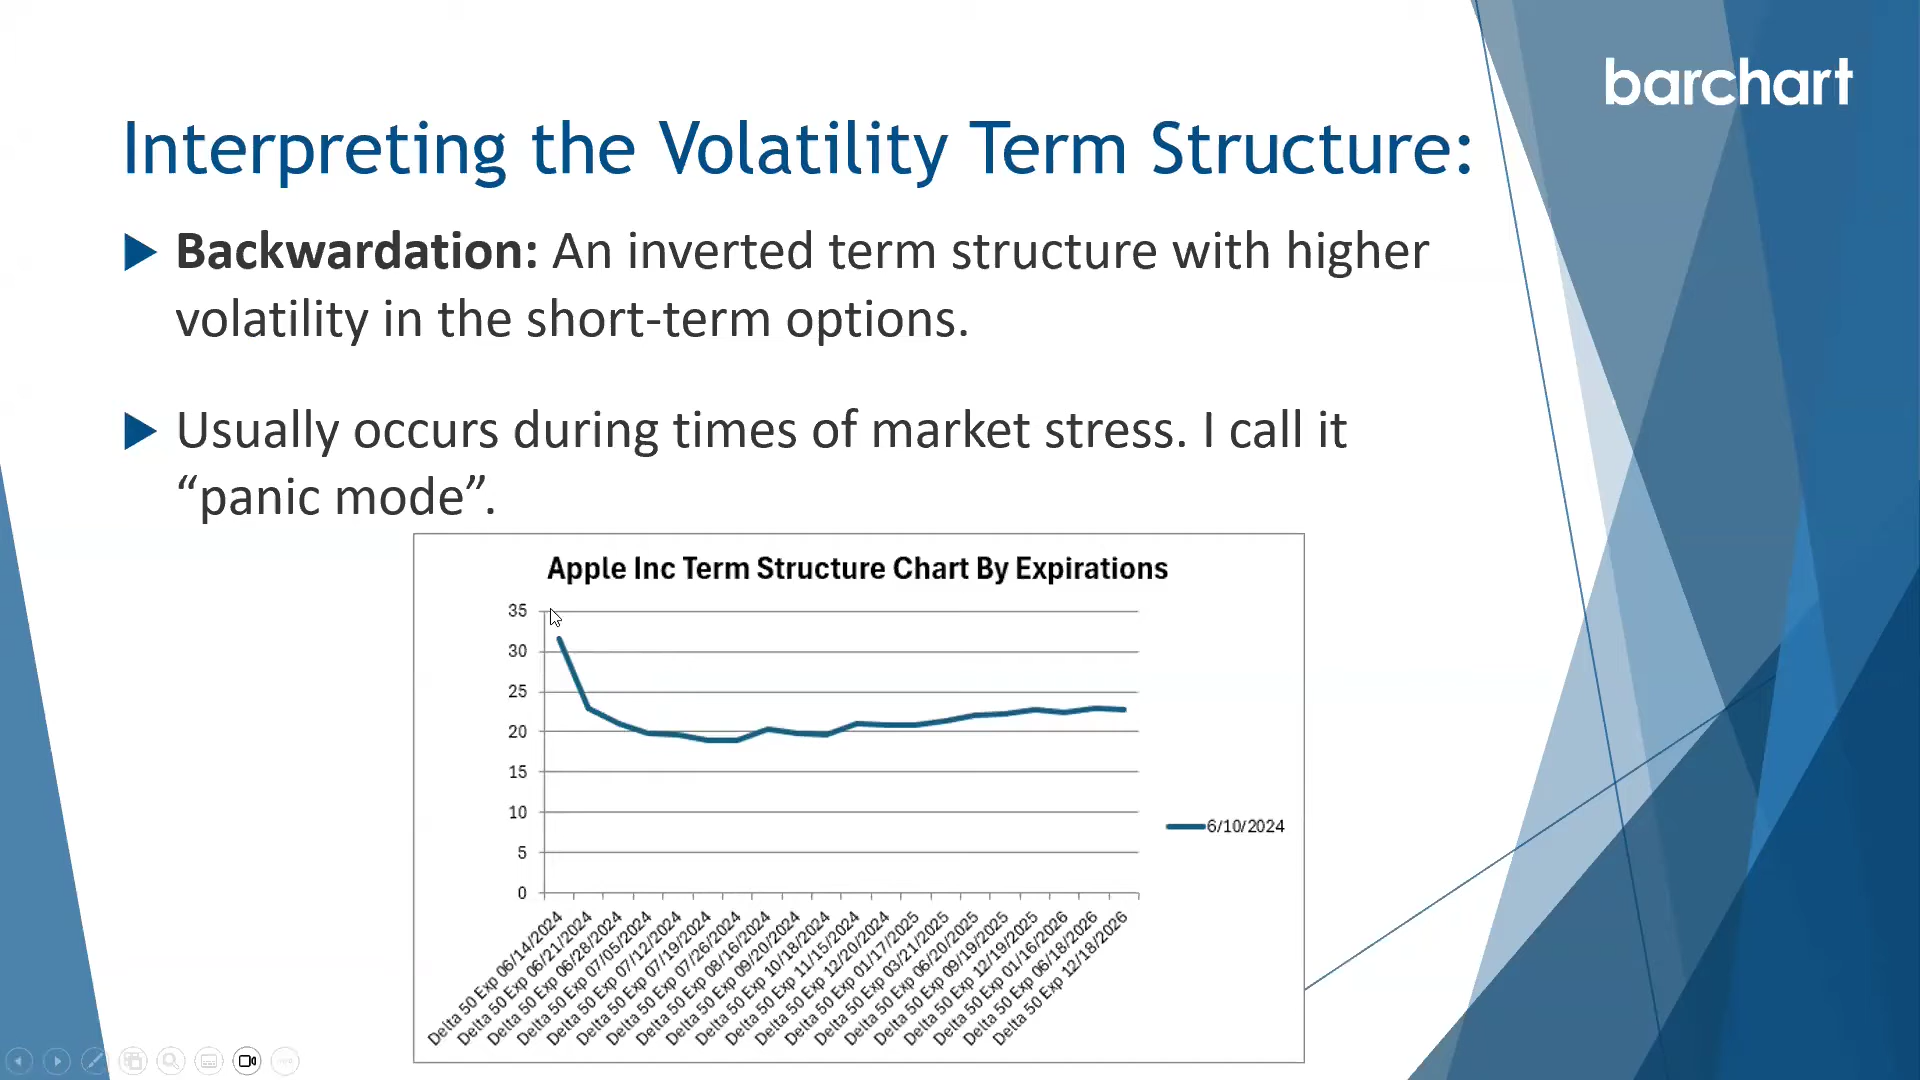 barchart
Interpreting the Volatility Term Structure:
Backwardation: An inverted term structure with higher
volatility in the short-term options.
Usually occurs during times of market stress. I call it
“panic mode”.
Apple Inc Term Structure Chart By Expirations
35
30
25
20
15
10
5
0
6/10/2024
Delta 50 Exp 06/14/2024
Delta 50 Exp 06/21/2024
Delta 50 Exp 06/28/2024
Delta 50 Exp 07/05/2024
Delta 50 Exp 07/12/2024
Delta 50 Exp 07/19/2024
Delta 50 Exp 07/26/2024
Delta 50 Exp 08/16/2024
Delta 50 Exp 09/20/2024
Delta 50 Exp 10/18/2024
Delta 50 Exp 11/15/2024
Delta 50 Exp 12/20/2024
Delta 50 Exp 01/17/2025
Delta 50 Exp 03/21/2025
Delta 50 Exp 06/20/2025
Delta 50 Exp 09/19/2025
Delta 50 Exp 12/19/2025
Delta 50 Exp 01/16/2026
Delta 50 Exp 06/18/2026
Delta 50 Exp 12/18/2026